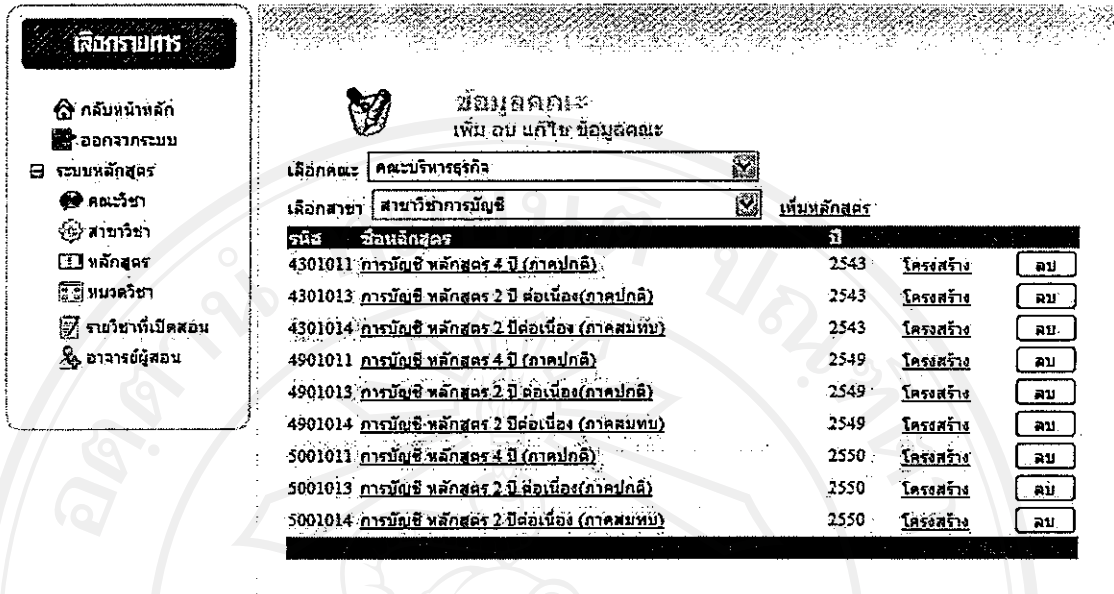 เลือกรายการ
กลับหน้าหลัก
ออกจากระบบ
ระบบหลักสูตร
คณะวิชา
สาขาวิชา
หลักสูตร
หมวดวิชา
รายวิชาที่เปิดสอน
อาจารย์ผู้สอน
ข้อมูลคณะ
เพิ่ม ลบ แก้ไข ข้อมูลคณะ
เลือกคณะ คณะบริหารธุรกิจ
เลือกสาขา สาขาวิชาการบัญชี เพิ่มหลักสูตร
รหัส ชื่อหลักสูตร ปี
4301011 การบัญชี หลักสูตร 4 ปี (ภาคปกติ) 2543 โครงสร้าง ลบ
4301013 การบัญชี หลักสูตร 2 ปี ต่อเนื่อง(ภาคปกติ) 2543 โครงสร้าง ลบ
4301014 การบัญชี หลักสูตร 2 ปีต่อเนื่อง (ภาคสมทบ) 2543 โครงสร้าง ลบ
4901011 การบัญชี หลักสูตร 4 ปี (ภาคปกติ) 2549 โครงสร้าง ลบ
4901013 การบัญชี หลักสูตร 2 ปี ต่อเนื่อง(ภาคปกติ) 2549 โครงสร้าง ลบ
4901014 การบัญชี หลักสูตร 2 ปีต่อเนื่อง (ภาคสมทบ) 2549 โครงสร้าง ลบ
5001011 การบัญชี หลักสูตร 4 ปี (ภาคปกติ) 2550 โครงสร้าง ลบ
5001013 การบัญชี หลักสูตร 2 ปี ต่อเนื่อง(ภาคปกติ) 2550 โครงสร้าง ลบ
5001014 การบัญชี หลักสูตร 2 ปีต่อเนื่อง (ภาคสมทบ) 2550 โครงสร้าง ลบ